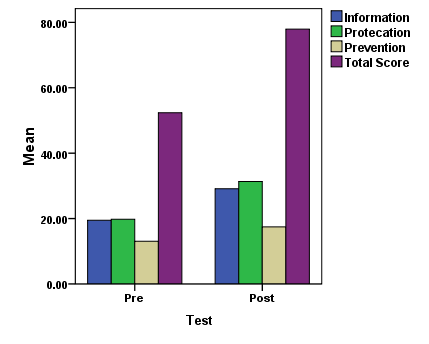 Information
Protecation
Prevention
Total Score
80.00
60.00
40.00
20.00
0.00
Mean
Pre
Post
Test